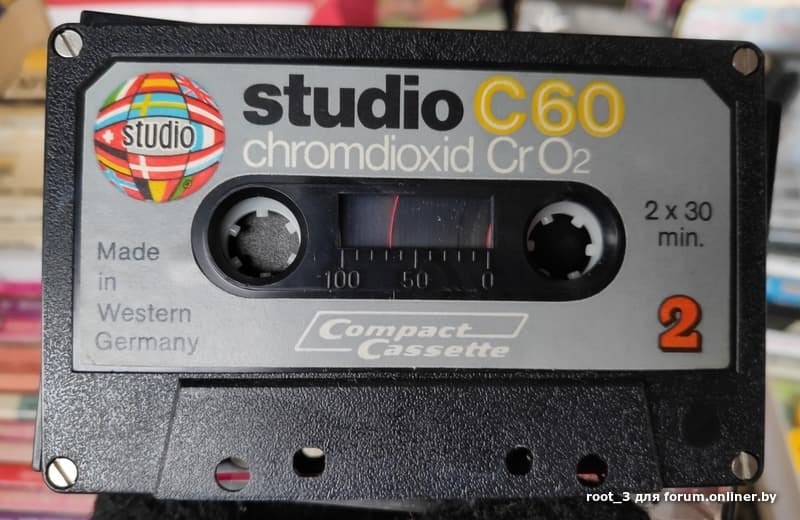 studio C60
chromdioxid CrO2
studio
2 x 30
min.
100 50 0
Made
in
Western
Germany
Compact
Cassette
2
root_3 для forum.onliner.by